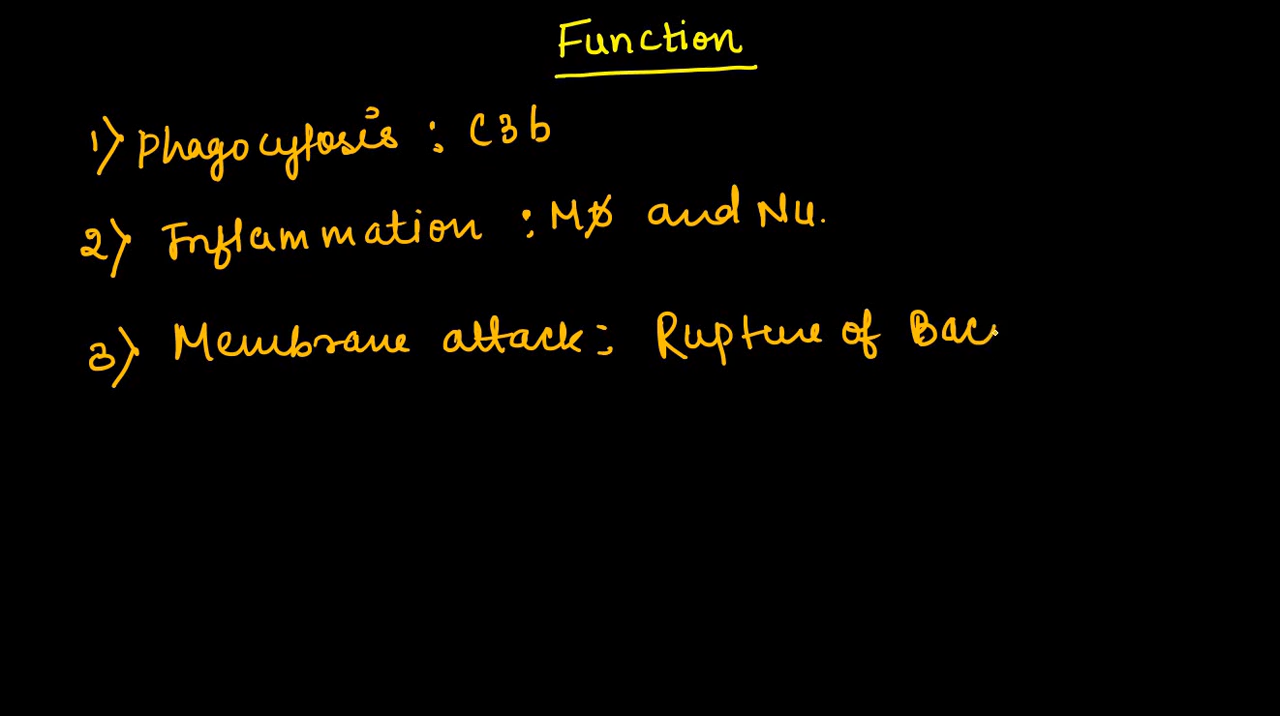 Function
1) Phagocytosis : C3b
2) Inflammation : Mø and Nu.
3) Membrane attack : Rupture of Bac